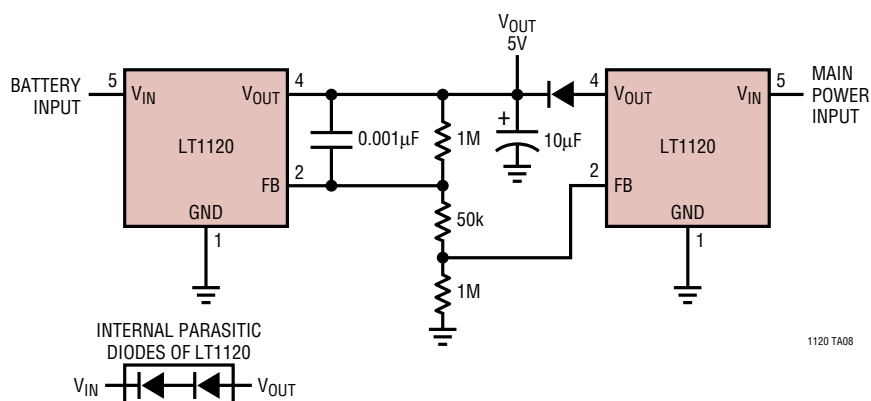 VOUT
5V
BATTERY
INPUT
5
VIN
VOUT
4
LT1120
2
FB
GND
1
0.001µF
1M
50k
1M
+
10µF
4
VOUT
VIN
5
MAIN
POWER
INPUT
LT1120
2
FB
GND
1
INTERNAL PARASITIC
DIODES OF LT1120
VIN
VOUT
1120 TA08